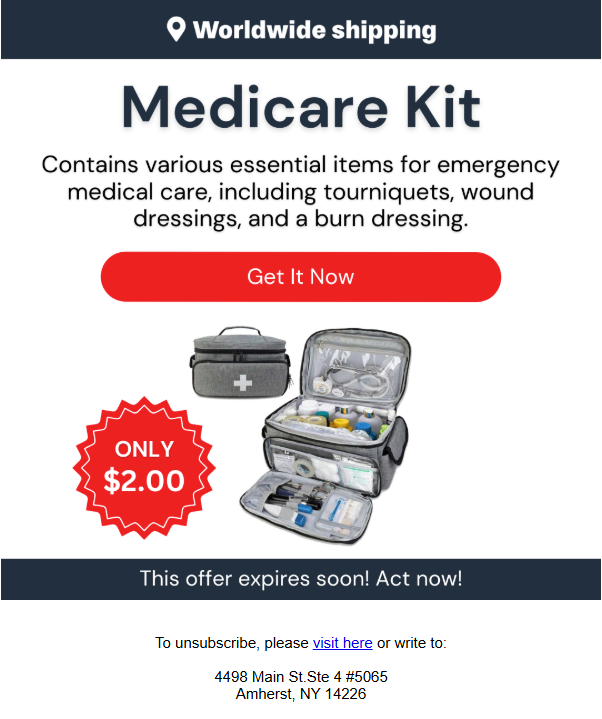 Worldwide shipping
Medicare Kit
Contains various essential items for emergency
medical care, including tourniquets, wound
dressings, and a burn dressing.
Get It Now
ONLY
$2.00
This offer expires soon! Act now!
To unsubscribe, please visit here or write to:
4498 Main St.Ste 4 #5065
Amherst, NY 14226